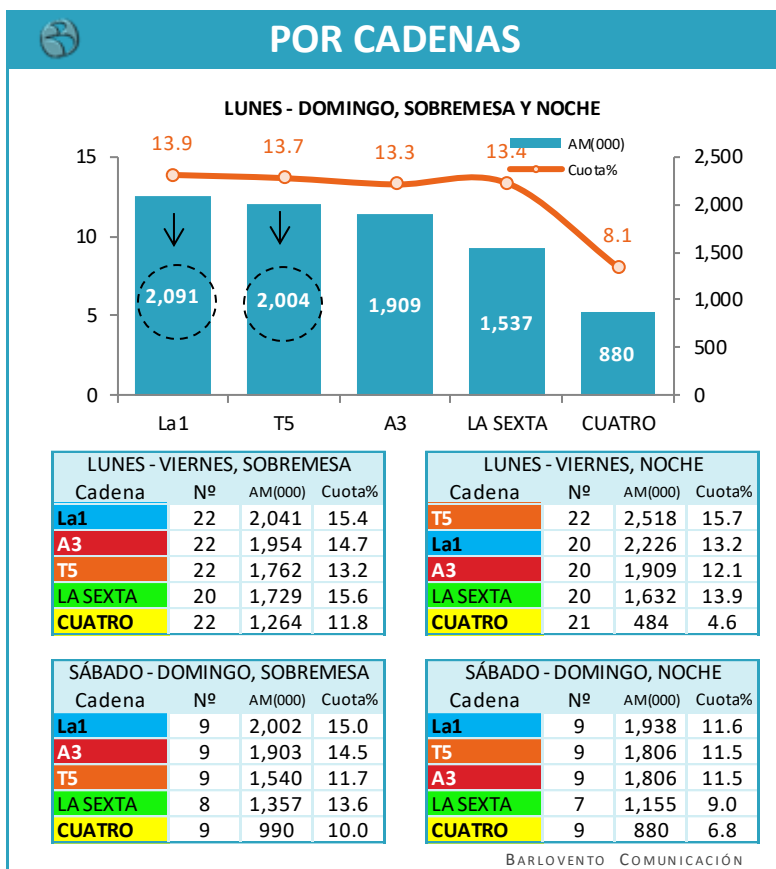 POR CADENAS
LUNES - DOMINGO, SOBREMESA Y NOCHE
13.9 13.7 13.3 13.4 8.1
AM(000)
Cuota%
15 10 5 0
2,500 2,000 1,500 1,000 500 0
2,091 2,004 1,909 1,537 880
La1 T5 A3 LA SEXTA CUATRO
LUNES - VIERNES, SOBREMESA
Cadena Nº AM(000) Cuota%
La1 22 2,041 15.4
A3 22 1,954 14.7
T5 22 1,762 13.2
LA SEXTA 20 1,729 15.6
CUATRO 22 1,264 11.8
LUNES - VIERNES, NOCHE
Cadena Nº AM(000) Cuota%
T5 22 2,518 15.7
La1 20 2,226 13.2
A3 20 1,909 12.1
LA SEXTA 20 1,632 13.9
CUATRO 21 484 4.6
SÁBADO - DOMINGO, SOBREMESA
Cadena Nº AM(000) Cuota%
La1 9 2,002 15.0
A3 9 1,903 14.5
T5 9 1,540 11.7
LA SEXTA 8 1,357 13.6
CUATRO 9 990 10.0
SÁBADO - DOMINGO, NOCHE
Cadena Nº AM(000) Cuota%
La1 9 1,938 11.6
T5 9 1,806 11.5
A3 9 1,806 11.5
LA SEXTA 7 1,155 9.0
CUATRO 9 880 6.8
BARLOVENTO COMUNICACIÓN